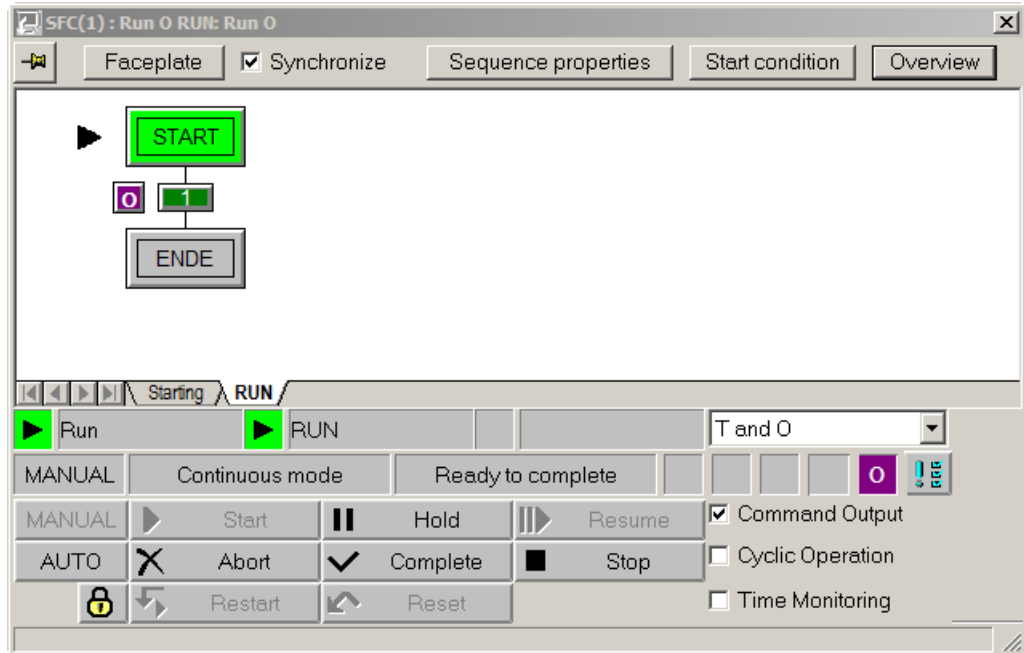 SFC(1) : Run O RUN: Run O
Faceplate Synchronize Sequence properties Start condition Overview
START
O 1
ENDE
Starting RUN
Run RUN T and O
MANUAL Continuous mode Ready to complete O
MANUAL Start Hold Resume Command Output
AUTO Abort Complete Stop Cyclic Operation
Restart Reset Time Monitoring